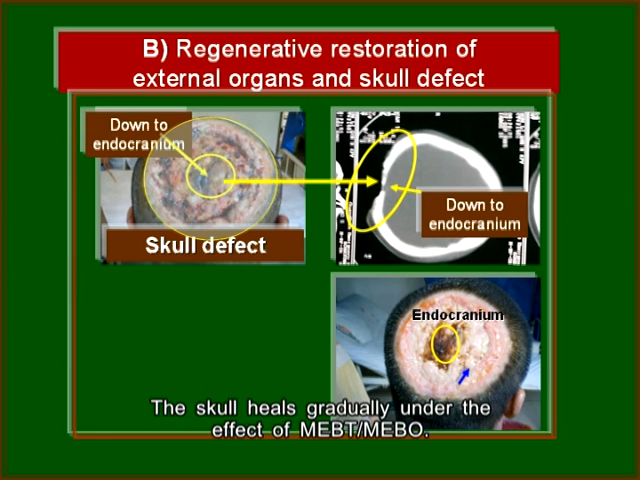 B) Regenerative restoration of
external organs and skull defect
Down to
endocranium
Skull defect
Down to
endocranium
Endocranium
The skull heals gradually under the
effect of MEBT/MEBO.